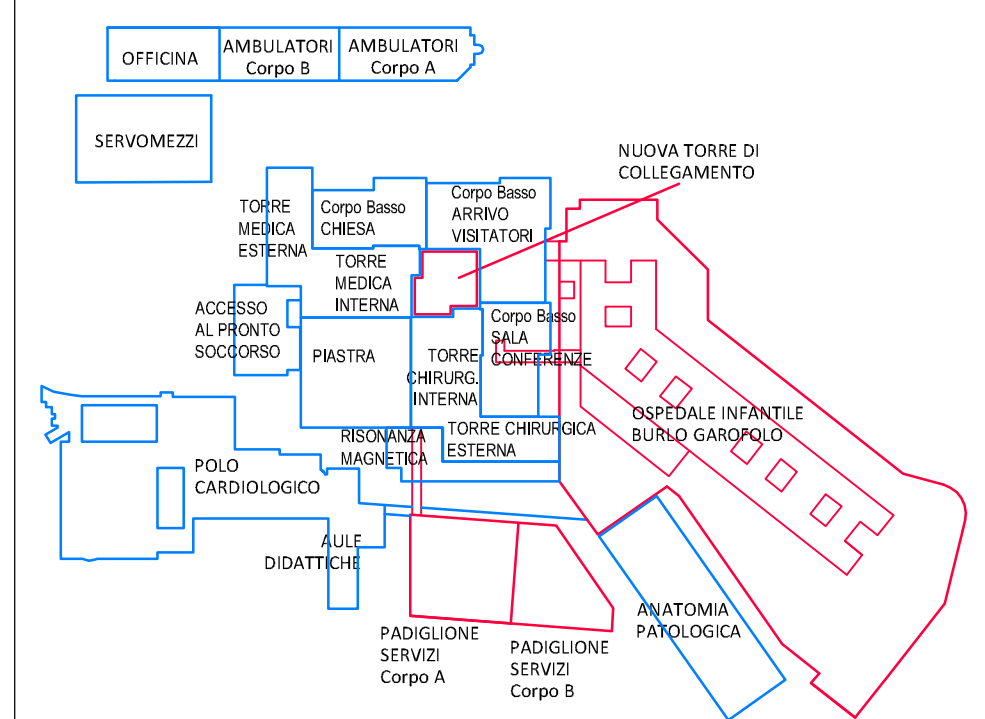 OFFICINA
AMBULATORI
Corpo B
AMBULATORI
Corpo A
SERVOMEZZI
NUOVA TORRE DI
COLLEGAMENTO
TORRE
MEDICA
ESTERNA
Corpo Basso
CHIESA
Corpo Basso
ARRIVO
VISITATORI
TORRE
MEDICA
INTERNA
ACCESSO
AL PRONTO
SOCCORSO
PIASTRA
TORRE
CHIRURG.
INTERNA
Corpo Basso
SALA
CONFERENZE
OSPEDALE INFANTILE
BURLO GAROFOLO
RISONANZA
MAGNETICA
TORRE CHIRURGICA
ESTERNA
POLO
CARDIOLOGICO
AULE
DIDATTICHE
PADIGLIONE
SERVIZI
Corpo A
PADIGLIONE
SERVIZI
Corpo B
ANATOMIA
PATOLOGICA